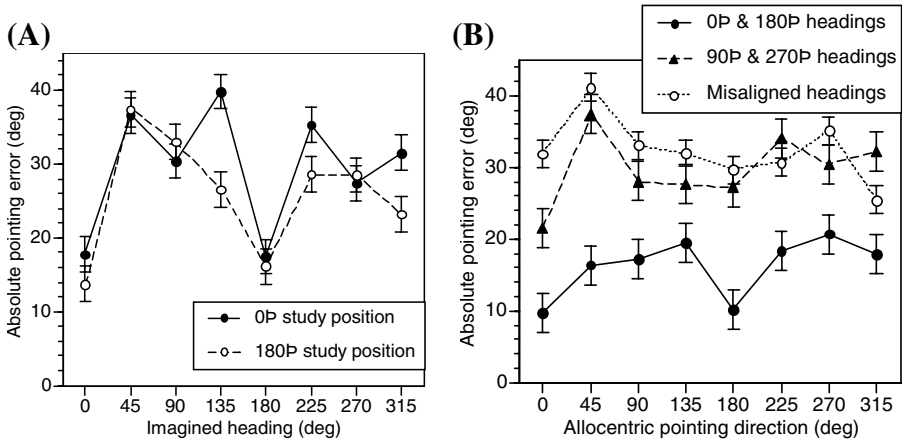 (A)
Absolute pointing error (deg)
40
30
20
10
0
0Þ study position
180Þ study position
0 45 90 135 180 225 270 315
Imagined heading (deg)
(B)
0Þ & 180Þ headings
90Þ & 270Þ headings
Misaligned headings
Absolute pointing error (deg)
40
30
20
10
0
0 45 90 135 180 225 270 315
Allocentric pointing direction (deg)